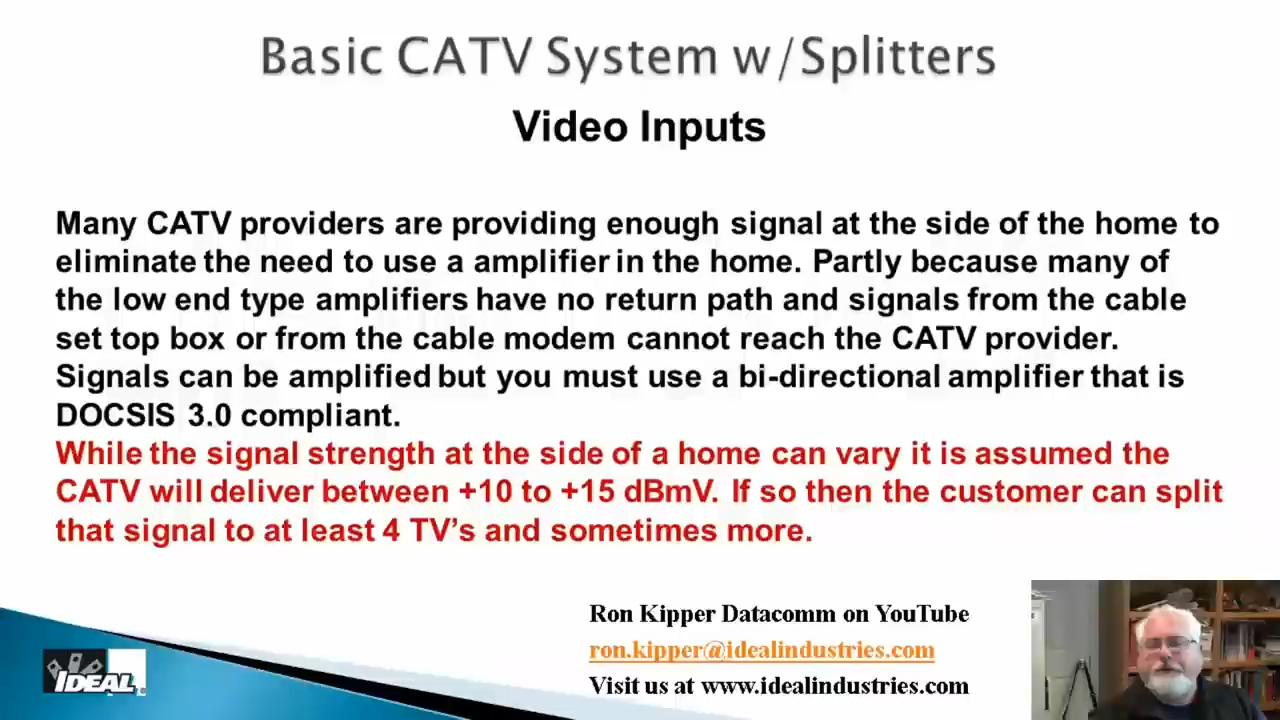 Basic CATV System w/Splitters
Video Inputs
Many CATV providers are providing enough signal at the side of the home to
eliminate the need to use a amplifier in the home. Partly because many of
the low end type amplifiers have no return path and signals from the cable
set top box or from the cable modem cannot reach the CATV provider.
Signals can be amplified but you must use a bi-directional amplifier that is
DOCSIS 3.0 compliant.
While the signal strength at the side of a home can vary it is assumed the
CATV will deliver between +10 to +15 dBmV. If so then the customer can split
that signal to at least 4 TV’s and sometimes more.
Ron Kipper Datacomm on YouTube
ron.kipper@idealindustries.com
Visit us at www.idealindustries.com
IDEAL